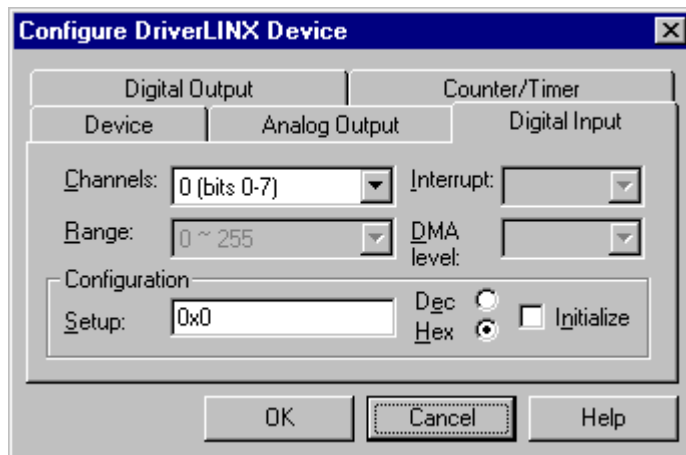 Configure DriverLINX Device
Digital Output Counter/Timer
Device Analog Output Digital Input
Channels: 0 (bits 0-7) Interrupt:
Range: 0 ~ 255 DMA level:
Configuration
Setup: 0x0 Dec
Hex Initialize
OK Cancel Help